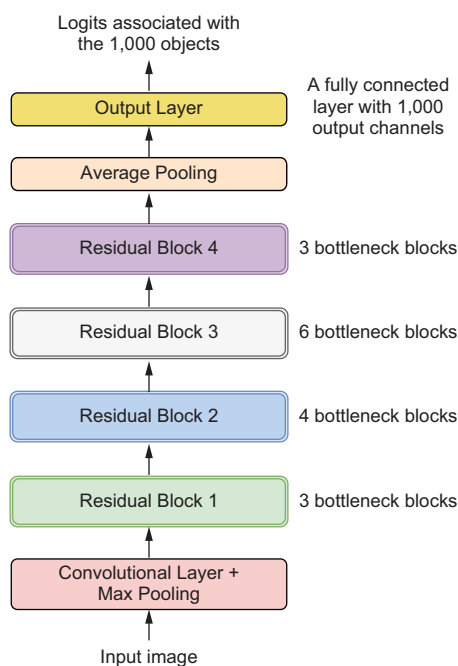 Logits associated with
the 1,000 objects
Output Layer
A fully connected
layer with 1,000
output channels
Average Pooling
Residual Block 4
3 bottleneck blocks
Residual Block 3
6 bottleneck blocks
Residual Block 2
4 bottleneck blocks
Residual Block 1
3 bottleneck blocks
Convolutional Layer +
Max Pooling
Input image